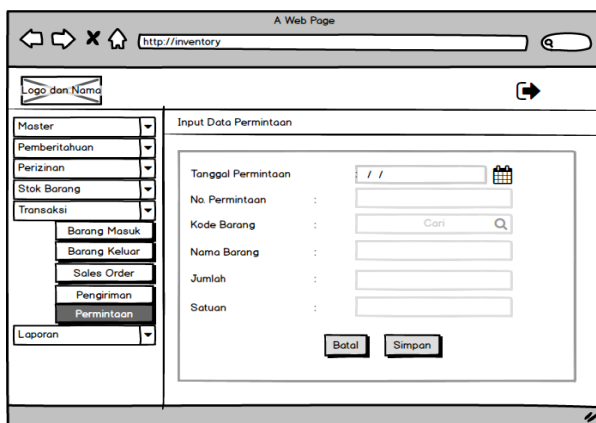 A Web Page
http://inventory
Logo dan Nama
Master
Pemberitahuan
Perizinan
Stok Barang
Transaksi
Barang Masuk
Barang Keluar
Sales Order
Pengiriman
Permintaan
Laporan
Input Data Permintaan
Tanggal Permintaan : / /
No. Permintaan :
Kode Barang : Cari
Nama Barang :
Jumlah :
Satuan :
Batal Simpan